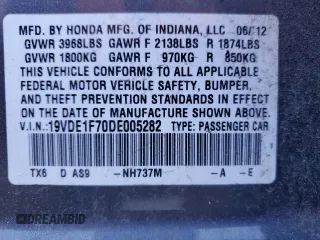 MFD. BY HONDA MFG. OF INDIANA, LLC 06/12
GVWR 3968LBS GAWR F 2138LBS R 1874LBS
GVWR 1800KG GAWR F 970KG R 850KG
THIS VEHICLE CONFORMS TO ALL APPLICABLE
FEDERAL MOTOR VEHICLE SAFETY, BUMPER,
AND THEFT PREVENTION STANDARDS IN
EFFECT ON THE DATE OF MANUFACTURE
SHOWN ABOVE.
V.I.N.: 19VDE1F70DE005282 TYPE: PASSENGER CAR
TX6 D AS9 -NH737M -A -E
DREAMBID